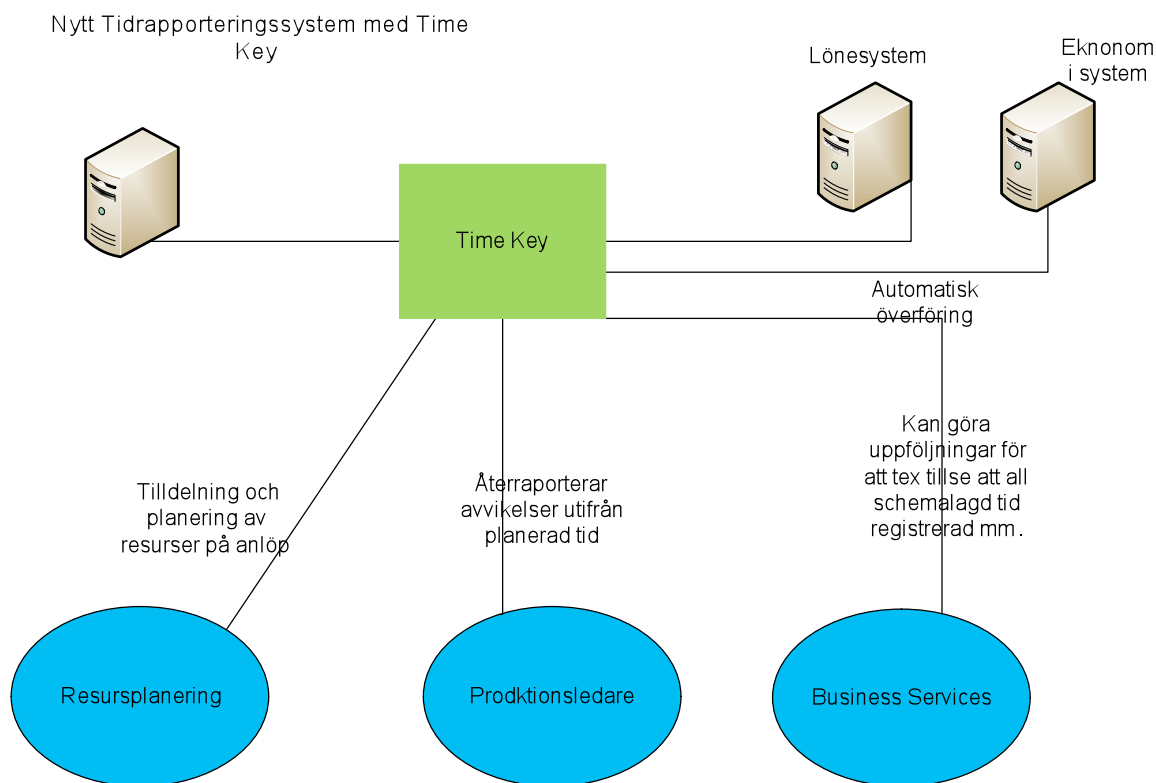 Nytt Tidrapporteringssystem med Time
Key
Lönesystem
Eknonom
i system
Time Key
Automatisk
överföring
Tilldelning och
planering av
resurser på anlöp
Återraporterar
avvikelser utifrån
planerad tid
Kan göra
uppföljningar för
att tex tillse att all
schemalagd tid
registrerad mm.
Resursplanering
Prodktionsledare
Business Services